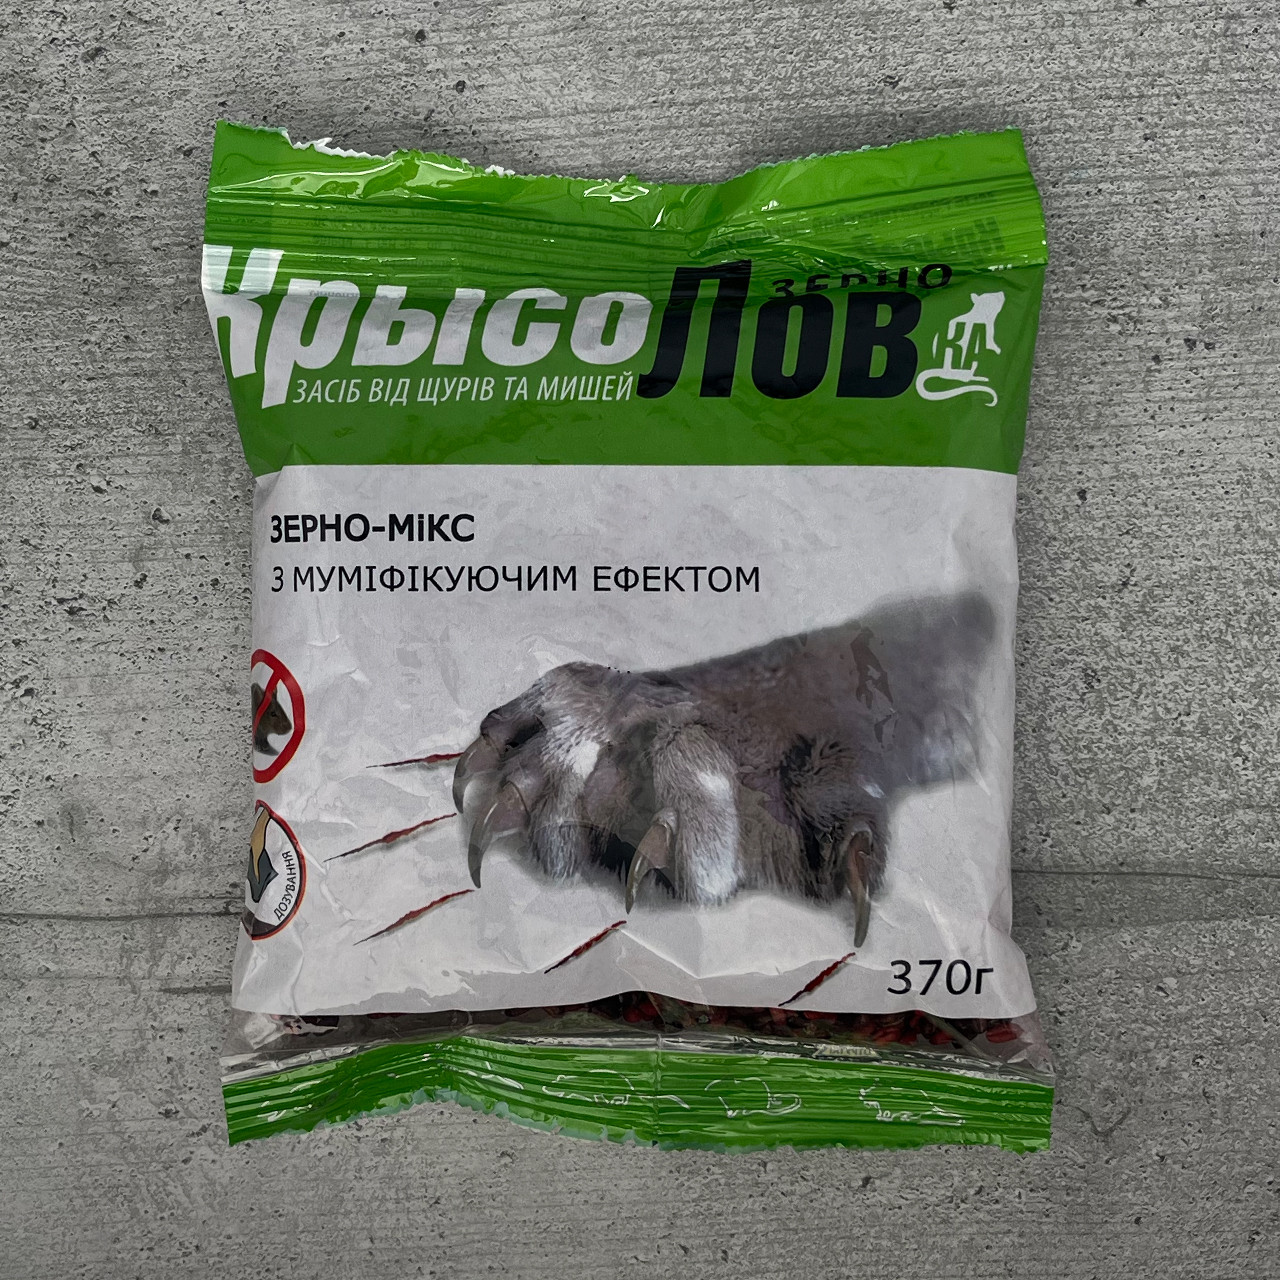 КрысоЛов
ЗЕРНО
КА
ЗАСІБ ВІД ЩУРІВ ТА МИШЕЙ
ЗЕРНО-МіКС
З МУМІФІКУЮЧИМ ЕФЕКТОМ
ДОЗУВАННЯ
370г